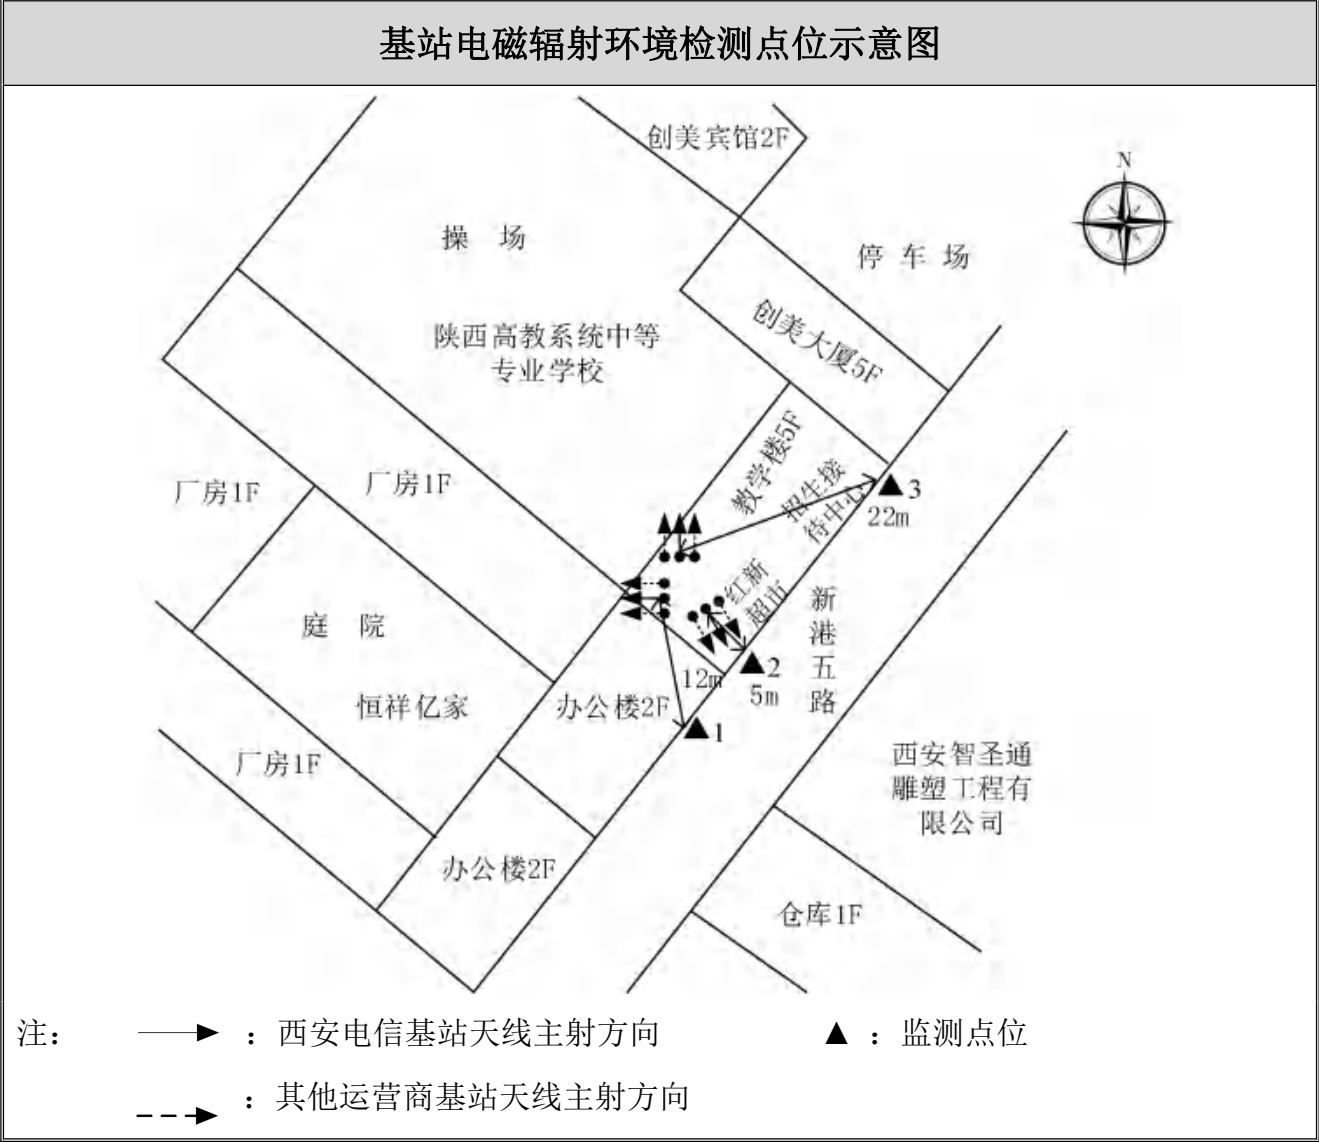 基站电磁辐射环境检测点位示意图
创美宾馆2F
N
操 场
停 车 场
创美大厦5F
陕西高教系统中等
专业学校
教学楼5F
招生接
待中心
3
22m
厂房1F
厂房1F
红新
超市
新
港
五
路
庭 院
2
5m
12m
恒祥亿家
办公楼2F
1
厂房1F
西安智圣通
雕塑工程有
限公司
办公楼2F
仓库1F
注：
：西安电信基站天线主射方向
▲：监测点位
：其他运营商基站天线主射方向